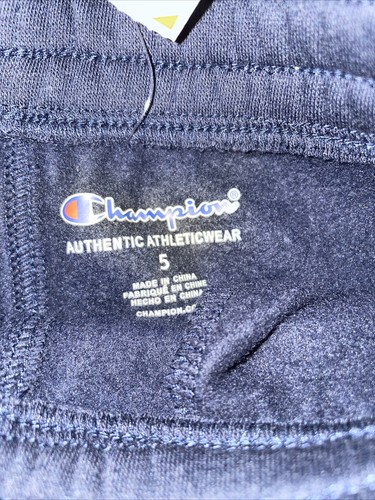 Champion®
AUTHENTIC ATHLETICWEAR
5
MADE IN CHINA
FABRIQUÉ EN CHINE
HECHO EN CHINA